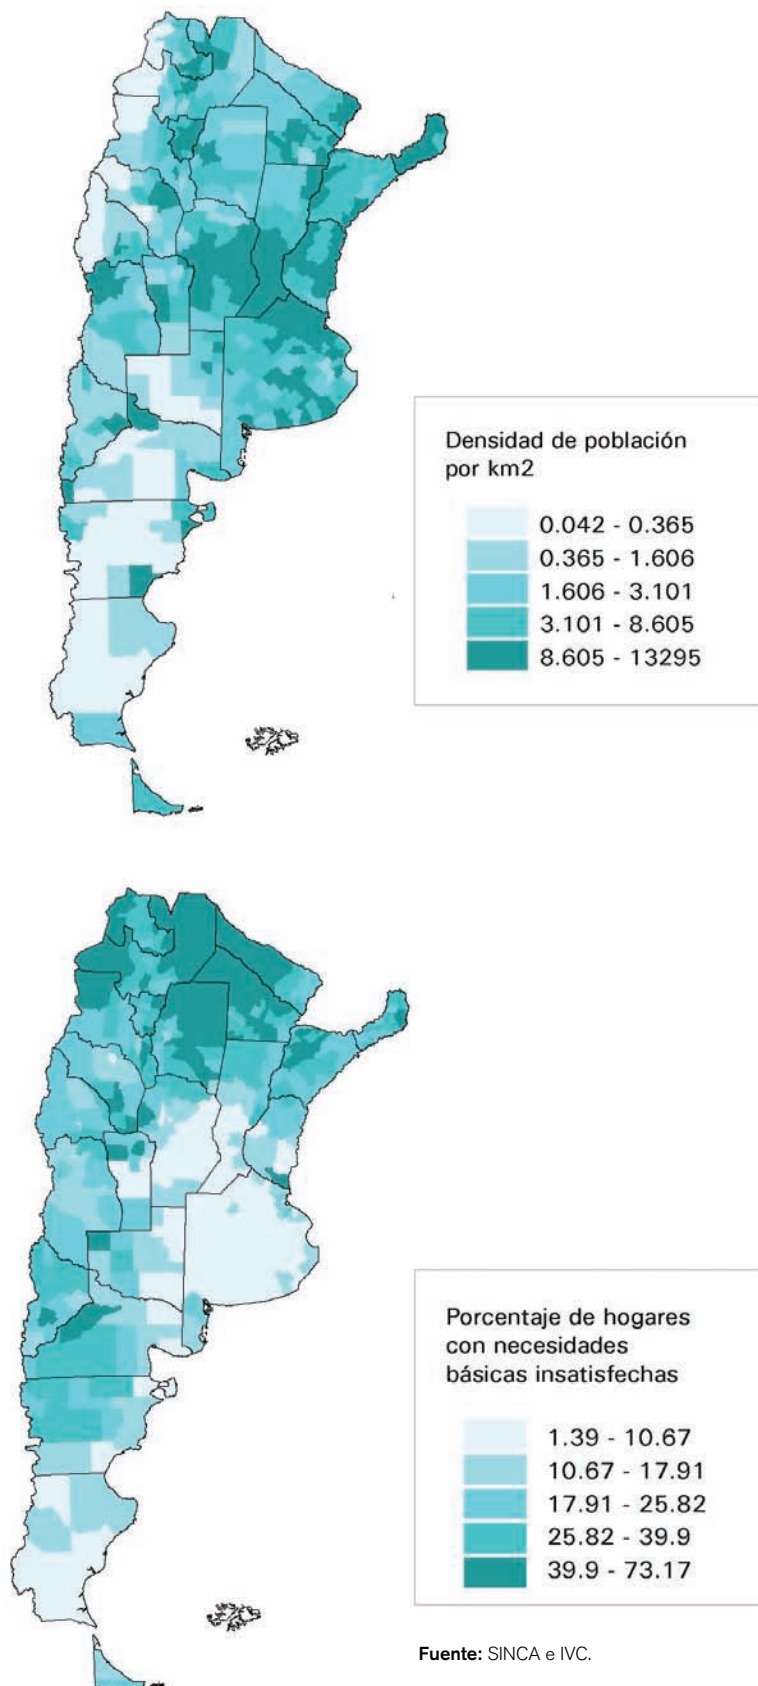 Densidad de población
por km2
0.042 - 0.365
0.365 - 1.606
1.606 - 3.101
3.101 - 8.605
8.605 - 13295
Porcentaje de hogares
con necesidades
básicas insatisfechas
1.39 - 10.67
10.67 - 17.91
17.91 - 25.82
25.82 - 39.9
39.9 - 73.17
Fuente: SINCA e IVC.